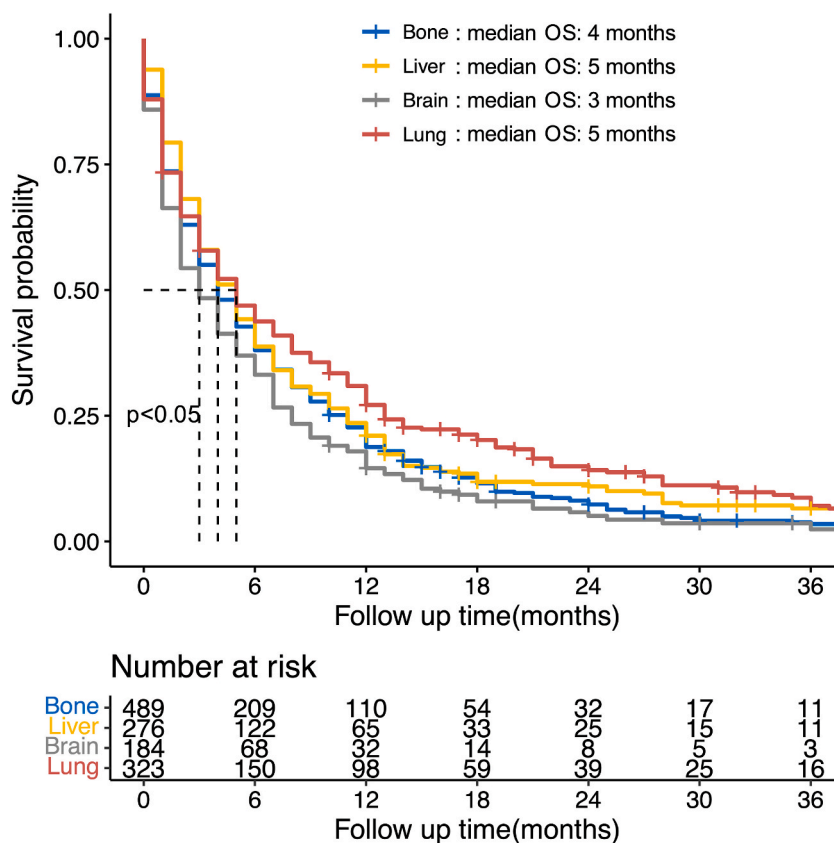 Bone : median OS: 4 months
Liver : median OS: 5 months
Brain : median OS: 3 months
Lung : median OS: 5 months
Survival probability
1.00
0.75
0.50
0.25
0.00
p<0.05
0 6 12 18 24 30 36
Follow up time(months)
Number at risk
Bone 489 209 110 54 32 17 11
Liver 276 122 65 33 25 15 11
Brain 184 68 32 14 8 5 3
Lung 323 150 98 59 39 25 16
0 6 12 18 24 30 36
Follow up time(months)